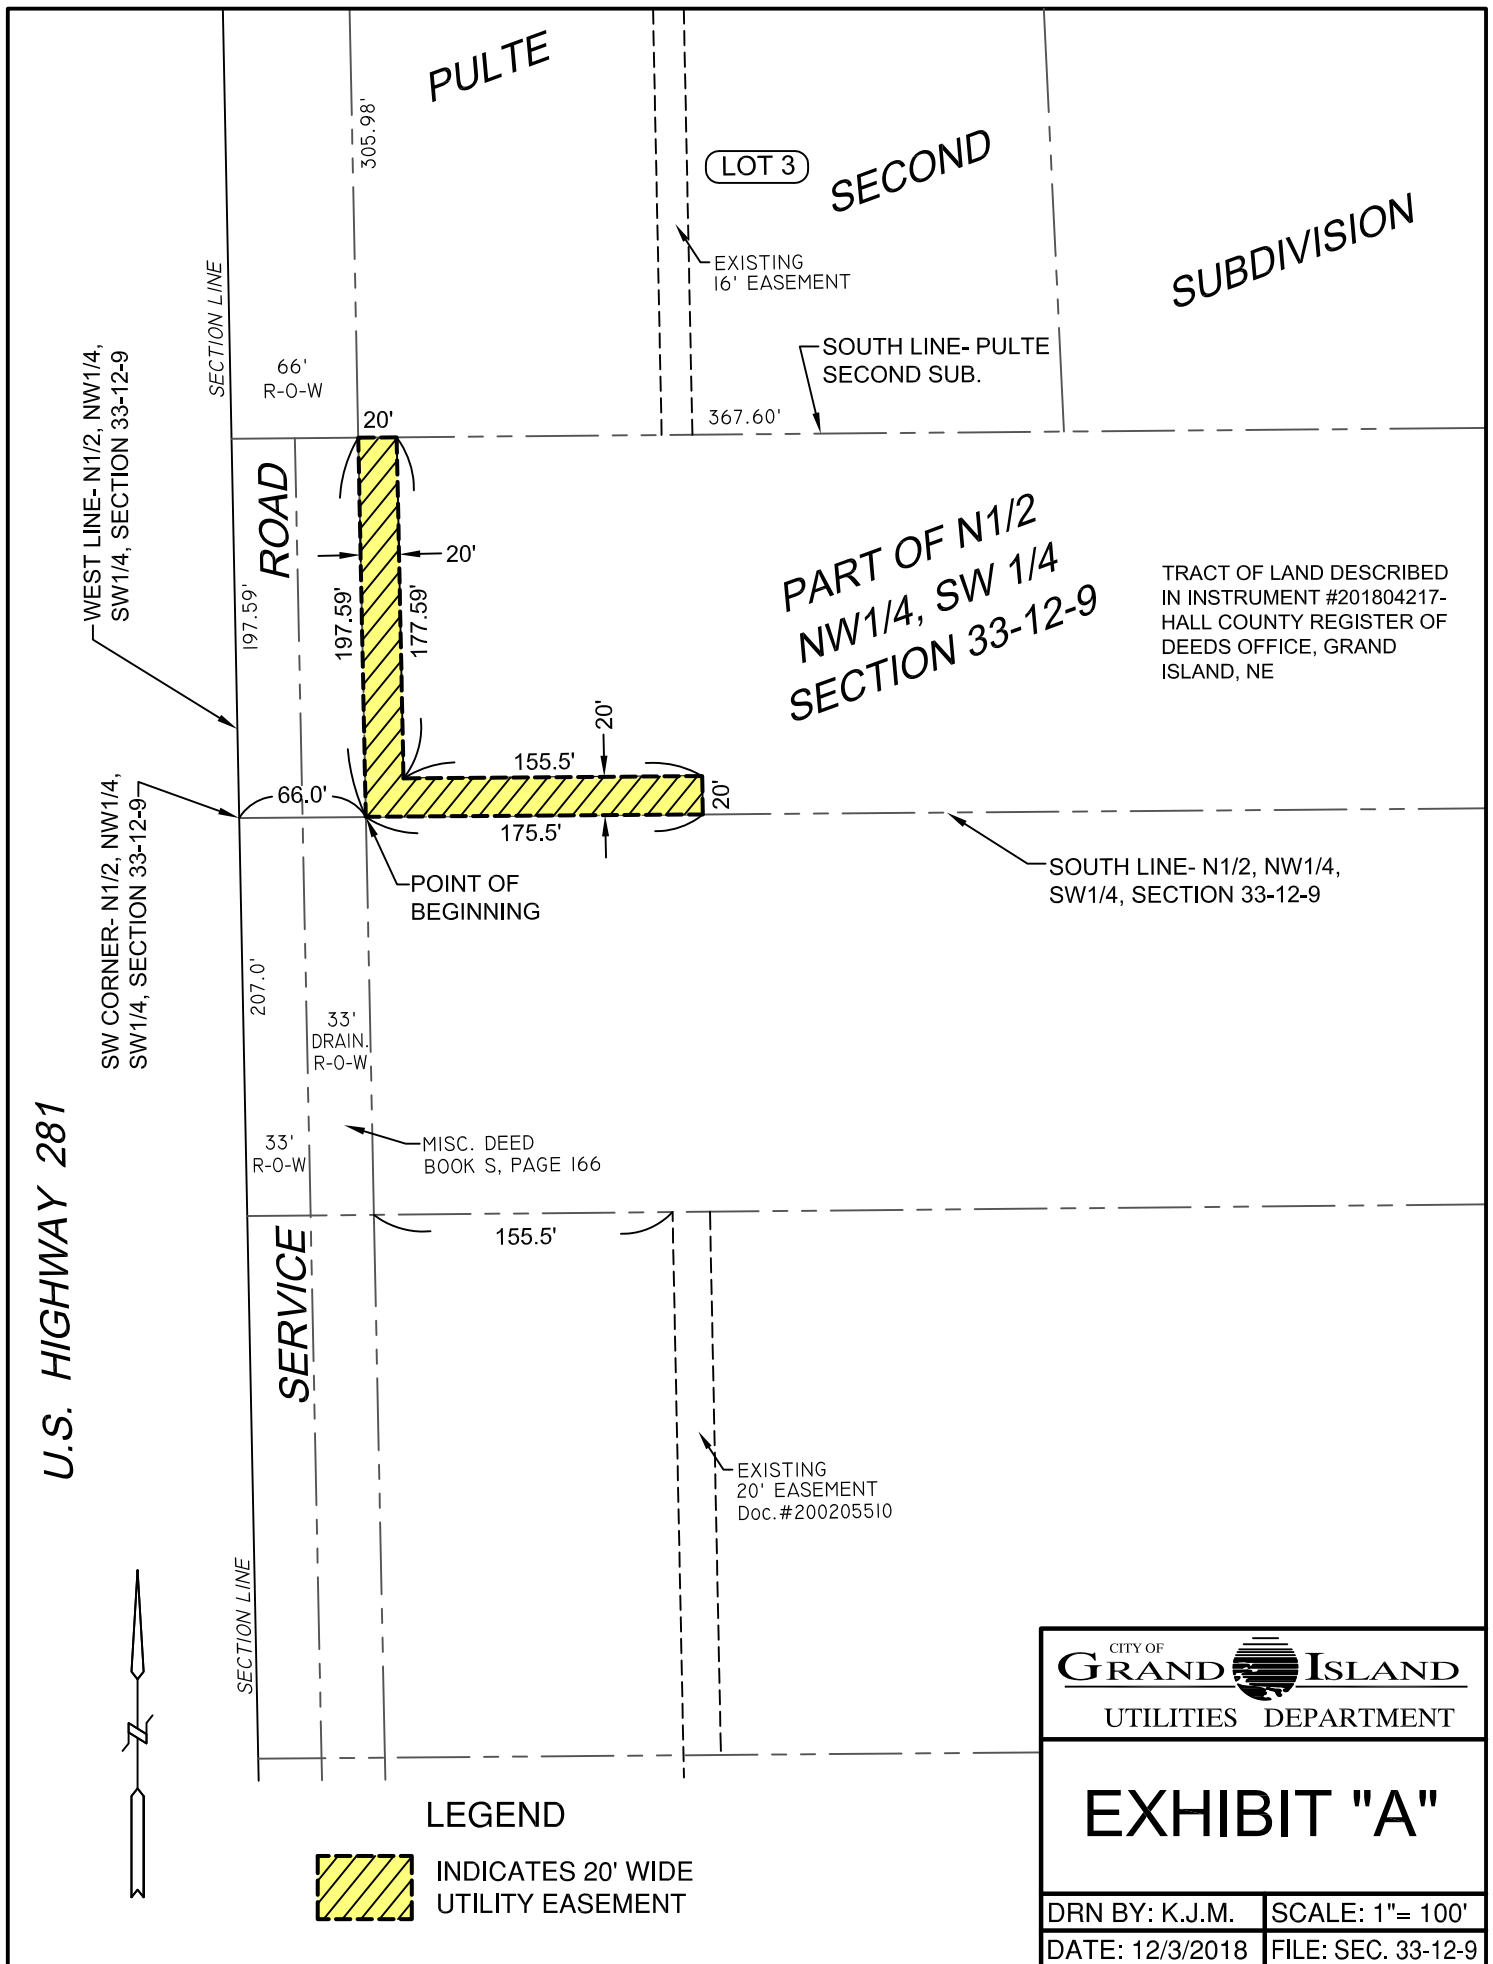 PULTE
SECOND
SUBDIVISION
305.98'
LOT 3
EXISTING
16' EASEMENT
SECTION LINE
66'
R-O-W
SOUTH LINE- PULTE
SECOND SUB.
367.60'
20'
WEST LINE- N1/2, NW1/4,
SW1/4, SECTION 33-12-9
ROAD
20'
197.59'
197.59'
177.59'
PART OF N1/2
NW1/4, SW 1/4
SECTION 33-12-9
TRACT OF LAND DESCRIBED
IN INSTRUMENT #201804217-
HALL COUNTY REGISTER OF
DEEDS OFFICE, GRAND
ISLAND, NE
20'
155.5'
20'
66.0'
175.5'
SW CORNER- N1/2, NW1/4,
SW1/4, SECTION 33-12-9
POINT OF
BEGINNING
SOUTH LINE- N1/2, NW1/4,
SW1/4, SECTION 33-12-9
207.0'
33'
DRAIN.
R-O-W
33'
R-O-W
MISC. DEED
BOOK S, PAGE 166
U.S. HIGHWAY 281
SERVICE
155.5'
EXISTING
20' EASEMENT
Doc.#200205510
SECTION LINE
LEGEND
INDICATES 20' WIDE
UTILITY EASEMENT
CITY OF
GRAND ISLAND
UTILITIES DEPARTMENT
EXHIBIT "A"
DRN BY: K.J.M.
SCALE: 1"= 100'
DATE: 12/3/2018
FILE: SEC. 33-12-9